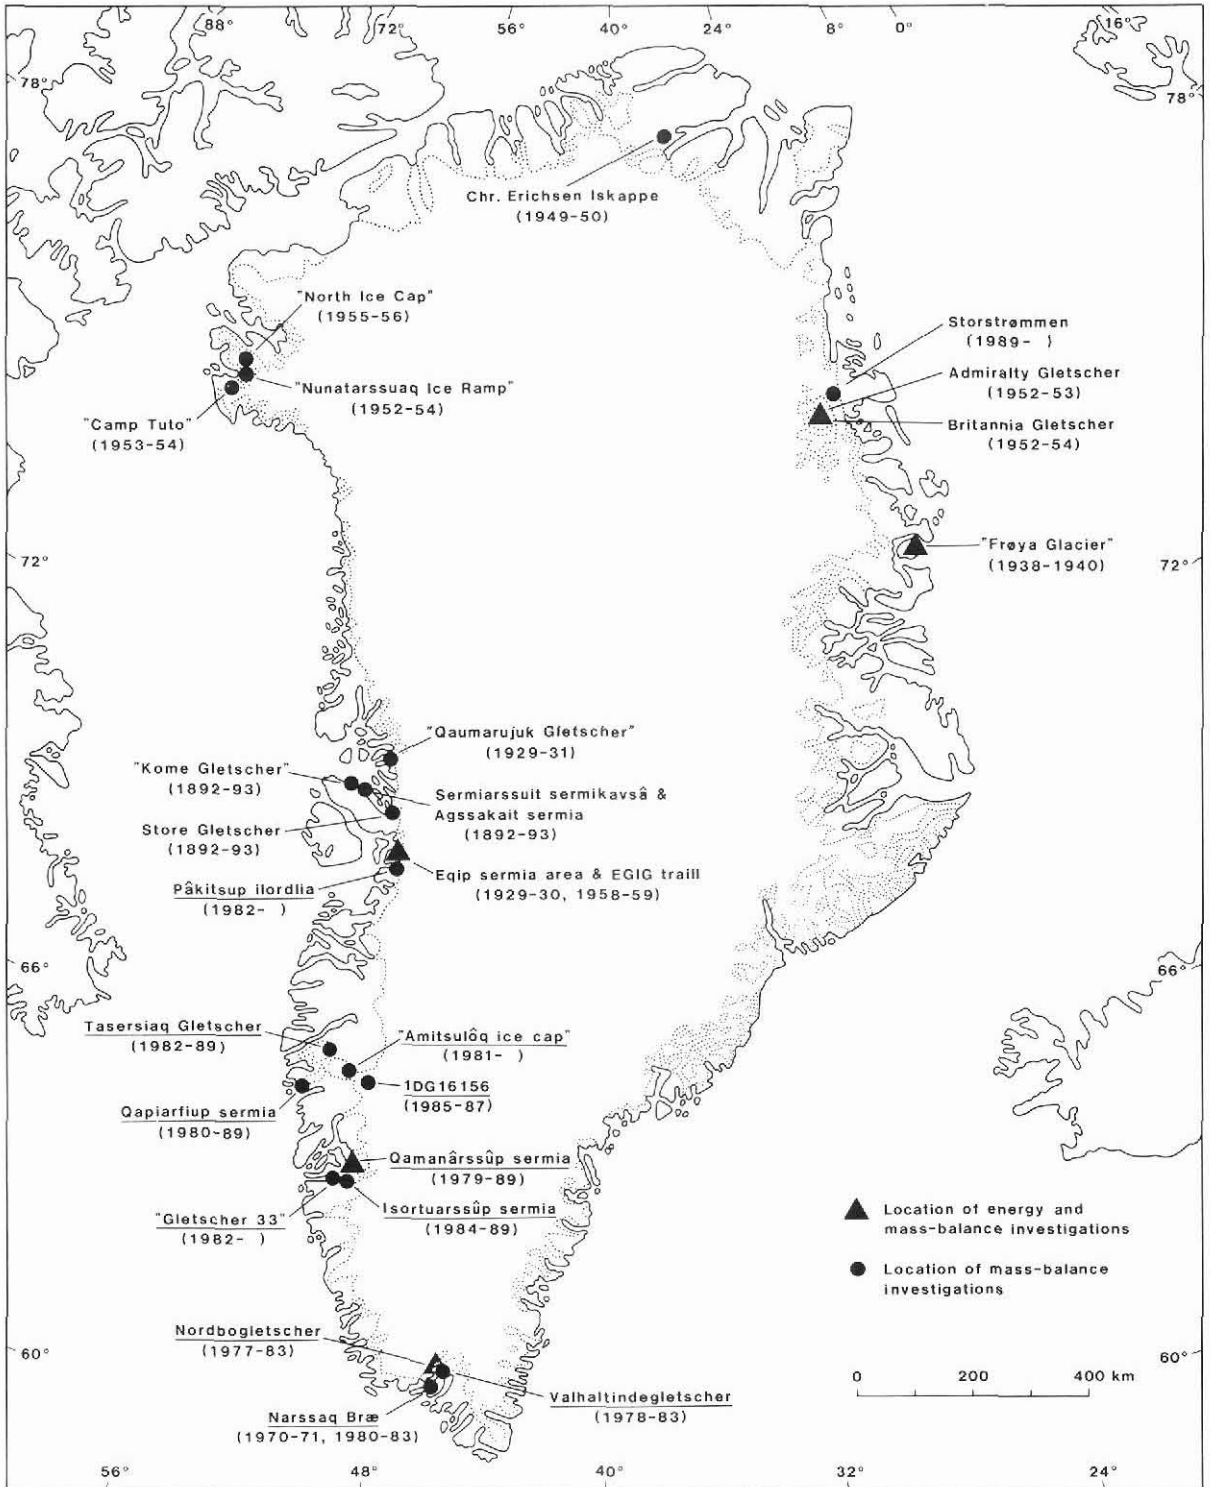 88° 72° 56° 40° 24° 8° 0° 16°
78° 78°
Chr. Erichsen Iskappe
(1949-50)
"North Ice Cap"
(1955-56)
"Nunatarssuaq Ice Ramp"
(1952-54)
"Camp Tuto"
(1953-54)
Storstrømmen
(1989- )
Admiralty Gletscher
(1952-53)
Britannia Gletscher
(1952-54)
"Frøya Glacier"
(1938-1940)
72° 72°
"Qaumarujuk Gletscher"
(1929-31)
"Kome Gletscher"
(1892-93)
Sermiarssuit sermikavsâ &
Agssakait sermia
(1892-93)
Store Gletscher
(1892-93)
Eqip sermia area & EGIG traill
(1929-30, 1958-59)
Pâkitsup ilordlia
(1982- )
66° 66°
Tasersiaq Gletscher
(1982-89)
"Amitsulôq ice cap"
(1981- )
1DG16156
(1985-87)
Qapiarfiup sermia
(1980-89)
Qamanârssûp sermia
(1979-89)
Isortuarssûp sermia
(1984-89)
"Gletscher 33"
(1982- )
Location of energy and
mass-balance investigations
Location of mass-balance
investigations
Nordbogletscher
(1977-83)
60° 60°
0 200 400 km
Valhaltindegletscher
(1978-83)
Narssaq Bræ
(1970-71, 1980-83)
56° 48° 40° 32° 24°